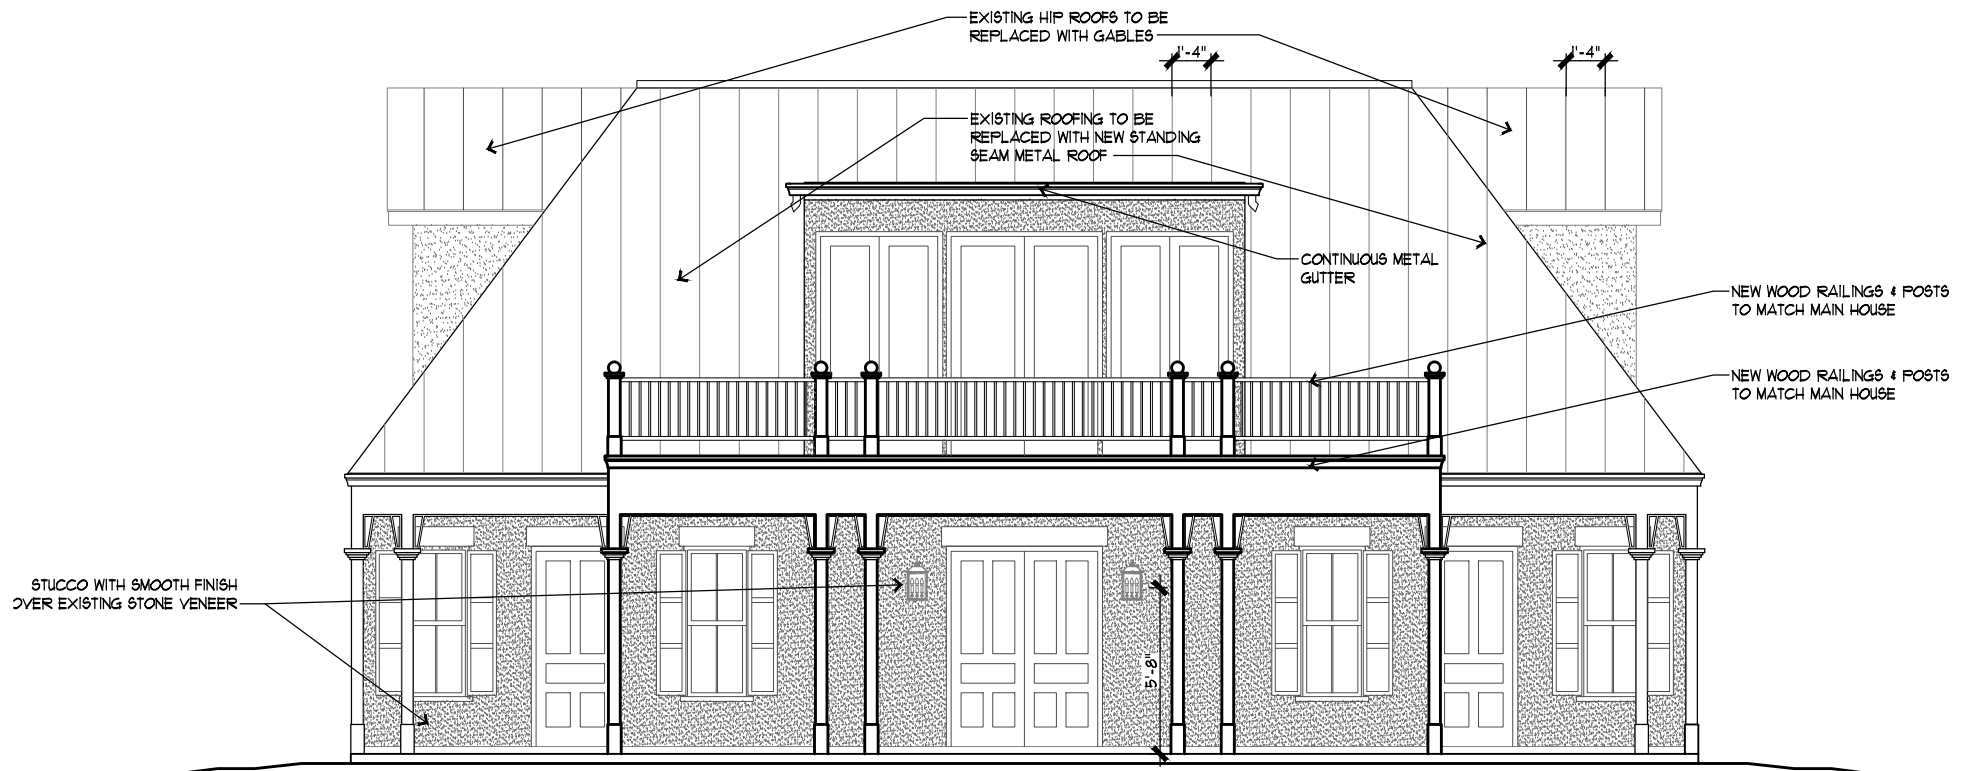 EXISTING HIP ROOFS TO BE
REPLACED WITH GABLES
1'-4"
1'-4"
EXISTING ROOFING TO BE
REPLACED WITH NEW STANDING
SEAM METAL ROOF
CONTINUOUS METAL
GUTTER
NEW WOOD RAILINGS & POSTS
TO MATCH MAIN HOUSE
NEW WOOD RAILINGS & POSTS
TO MATCH MAIN HOUSE
STUCCO WITH SMOOTH FINISH
OVER EXISTING STONE VENEER
5'-8"